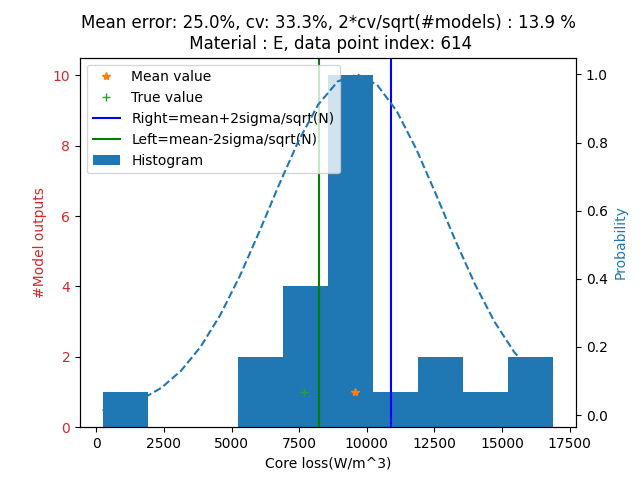 Mean error: 25.0%, cv: 33.3%, 2*cv/sqrt(#models) : 13.9 %
Material : E, data point index: 614
Mean value
True value
Right=mean+2sigma/sqrt(N)
Left=mean-2sigma/sqrt(N)
Histogram
#Model outputs
10
8
6
4
2
0
Probability
1.0
0.8
0.6
0.4
0.2
0.0
0 2500 5000 7500 10000 12500 15000 17500
Core loss(W/m^3)